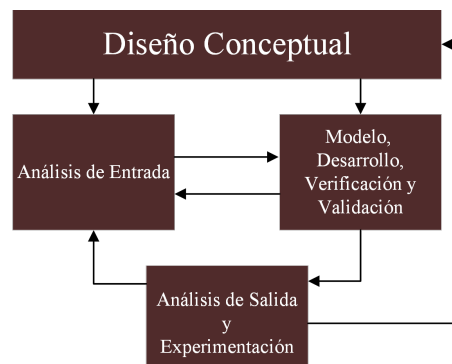 Diseño Conceptual
Análisis de Entrada
Modelo,
Desarrollo,
Verificación y
Validación
Análisis de Salida
y
Experimentación